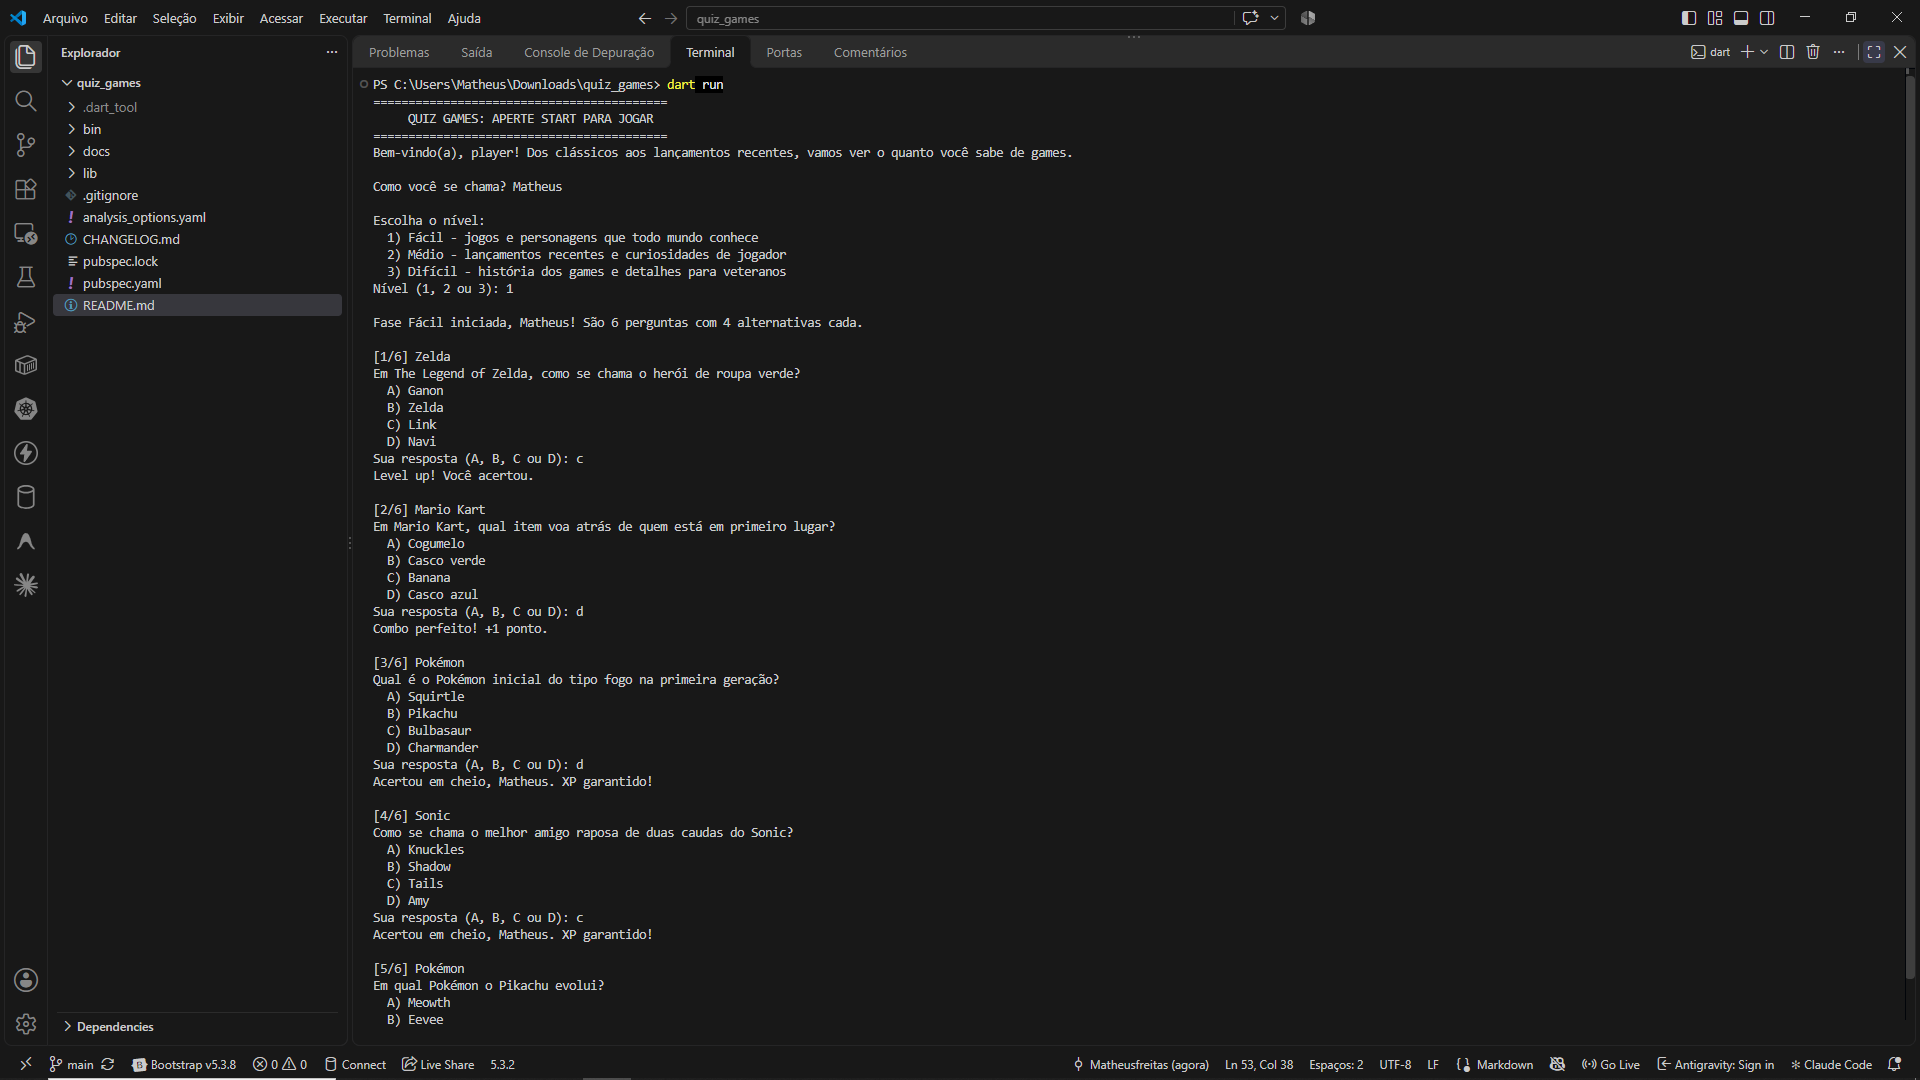 Arquivo Editar Seleção Exibir Acessar Executar Terminal Ajuda
quiz_games
Explorador
quiz_games
.dart_tool
bin
docs
lib
.gitignore
! analysis_options.yaml
CHANGELOG.md
pubspec.lock
! pubspec.yaml
README.md
Dependencies
Problemas Saída Console de Depuração Terminal Portas Comentários
dart
PS C:\Users\Matheus\Downloads\quiz_games> dart run
==========================================
QUIZ GAMES: APERTE START PARA JOGAR
==========================================
Bem-vindo(a), player! Dos clássicos aos lançamentos recentes, vamos ver o quanto você sabe de games.
Como você se chama? Matheus
Escolha o nível:
1) Fácil - jogos e personagens que todo mundo conhece
2) Médio - lançamentos recentes e curiosidades de jogador
3) Difícil - história dos games e detalhes para veteranos
Nível (1, 2 ou 3): 1
Fase Fácil iniciada, Matheus! São 6 perguntas com 4 alternativas cada.
[1/6] Zelda
Em The Legend of Zelda, como se chama o herói de roupa verde?
A) Ganon
B) Zelda
C) Link
D) Navi
Sua resposta (A, B, C ou D): c
Level up! Você acertou.
[2/6] Mario Kart
Em Mario Kart, qual item voa atrás de quem está em primeiro lugar?
A) Cogumelo
B) Casco verde
C) Banana
D) Casco azul
Sua resposta (A, B, C ou D): d
Combo perfeito! +1 ponto.
[3/6] Pokémon
Qual é o Pokémon inicial do tipo fogo na primeira geração?
A) Squirtle
B) Pikachu
C) Bulbasaur
D) Charmander
Sua resposta (A, B, C ou D): d
Acertou em cheio, Matheus. XP garantido!
[4/6] Sonic
Como se chama o melhor amigo raposa de duas caudas do Sonic?
A) Knuckles
B) Shadow
C) Tails
D) Amy
Sua resposta (A, B, C ou D): c
Acertou em cheio, Matheus. XP garantido!
[5/6] Pokémon
Em qual Pokémon o Pikachu evolui?
A) Meowth
B) Eevee
main Bootstrap v5.3.8 0 0 Connect Live Share 5.3.2 Matheusfreitas (agora) Ln 53, Col 38 Espaços: 2 UTF-8 LF Markdown Go Live Antigravity: Sign in Claude Code